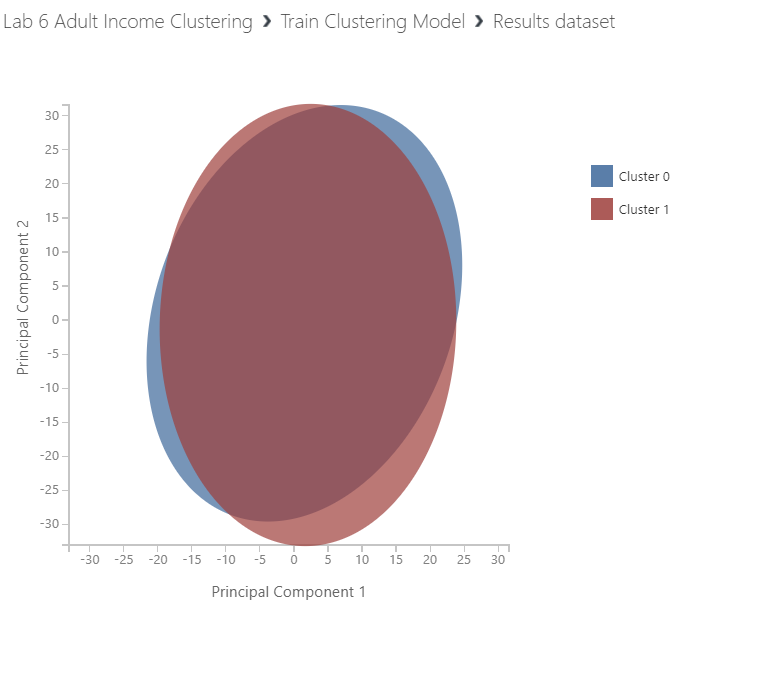 Lab 6 Adult Income Clustering ❯ Train Clustering Model ❯ Results dataset
30
25
20
15
10
5
0
-5
-10
-15
-20
-25
-30
Principal Component 2
-30 -25 -20 -15 -10 -5 0 5 10 15 20 25 30
Principal Component 1
Cluster 0
Cluster 1